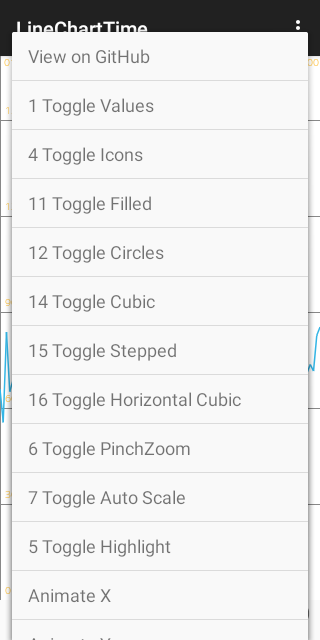 LineChartTime
View on GitHub
1 Toggle Values
4 Toggle Icons
11 Toggle Filled
12 Toggle Circles
14 Toggle Cubic
15 Toggle Stepped
16 Toggle Horizontal Cubic
6 Toggle PinchZoom
7 Toggle Auto Scale
5 Toggle Highlight
Animate X